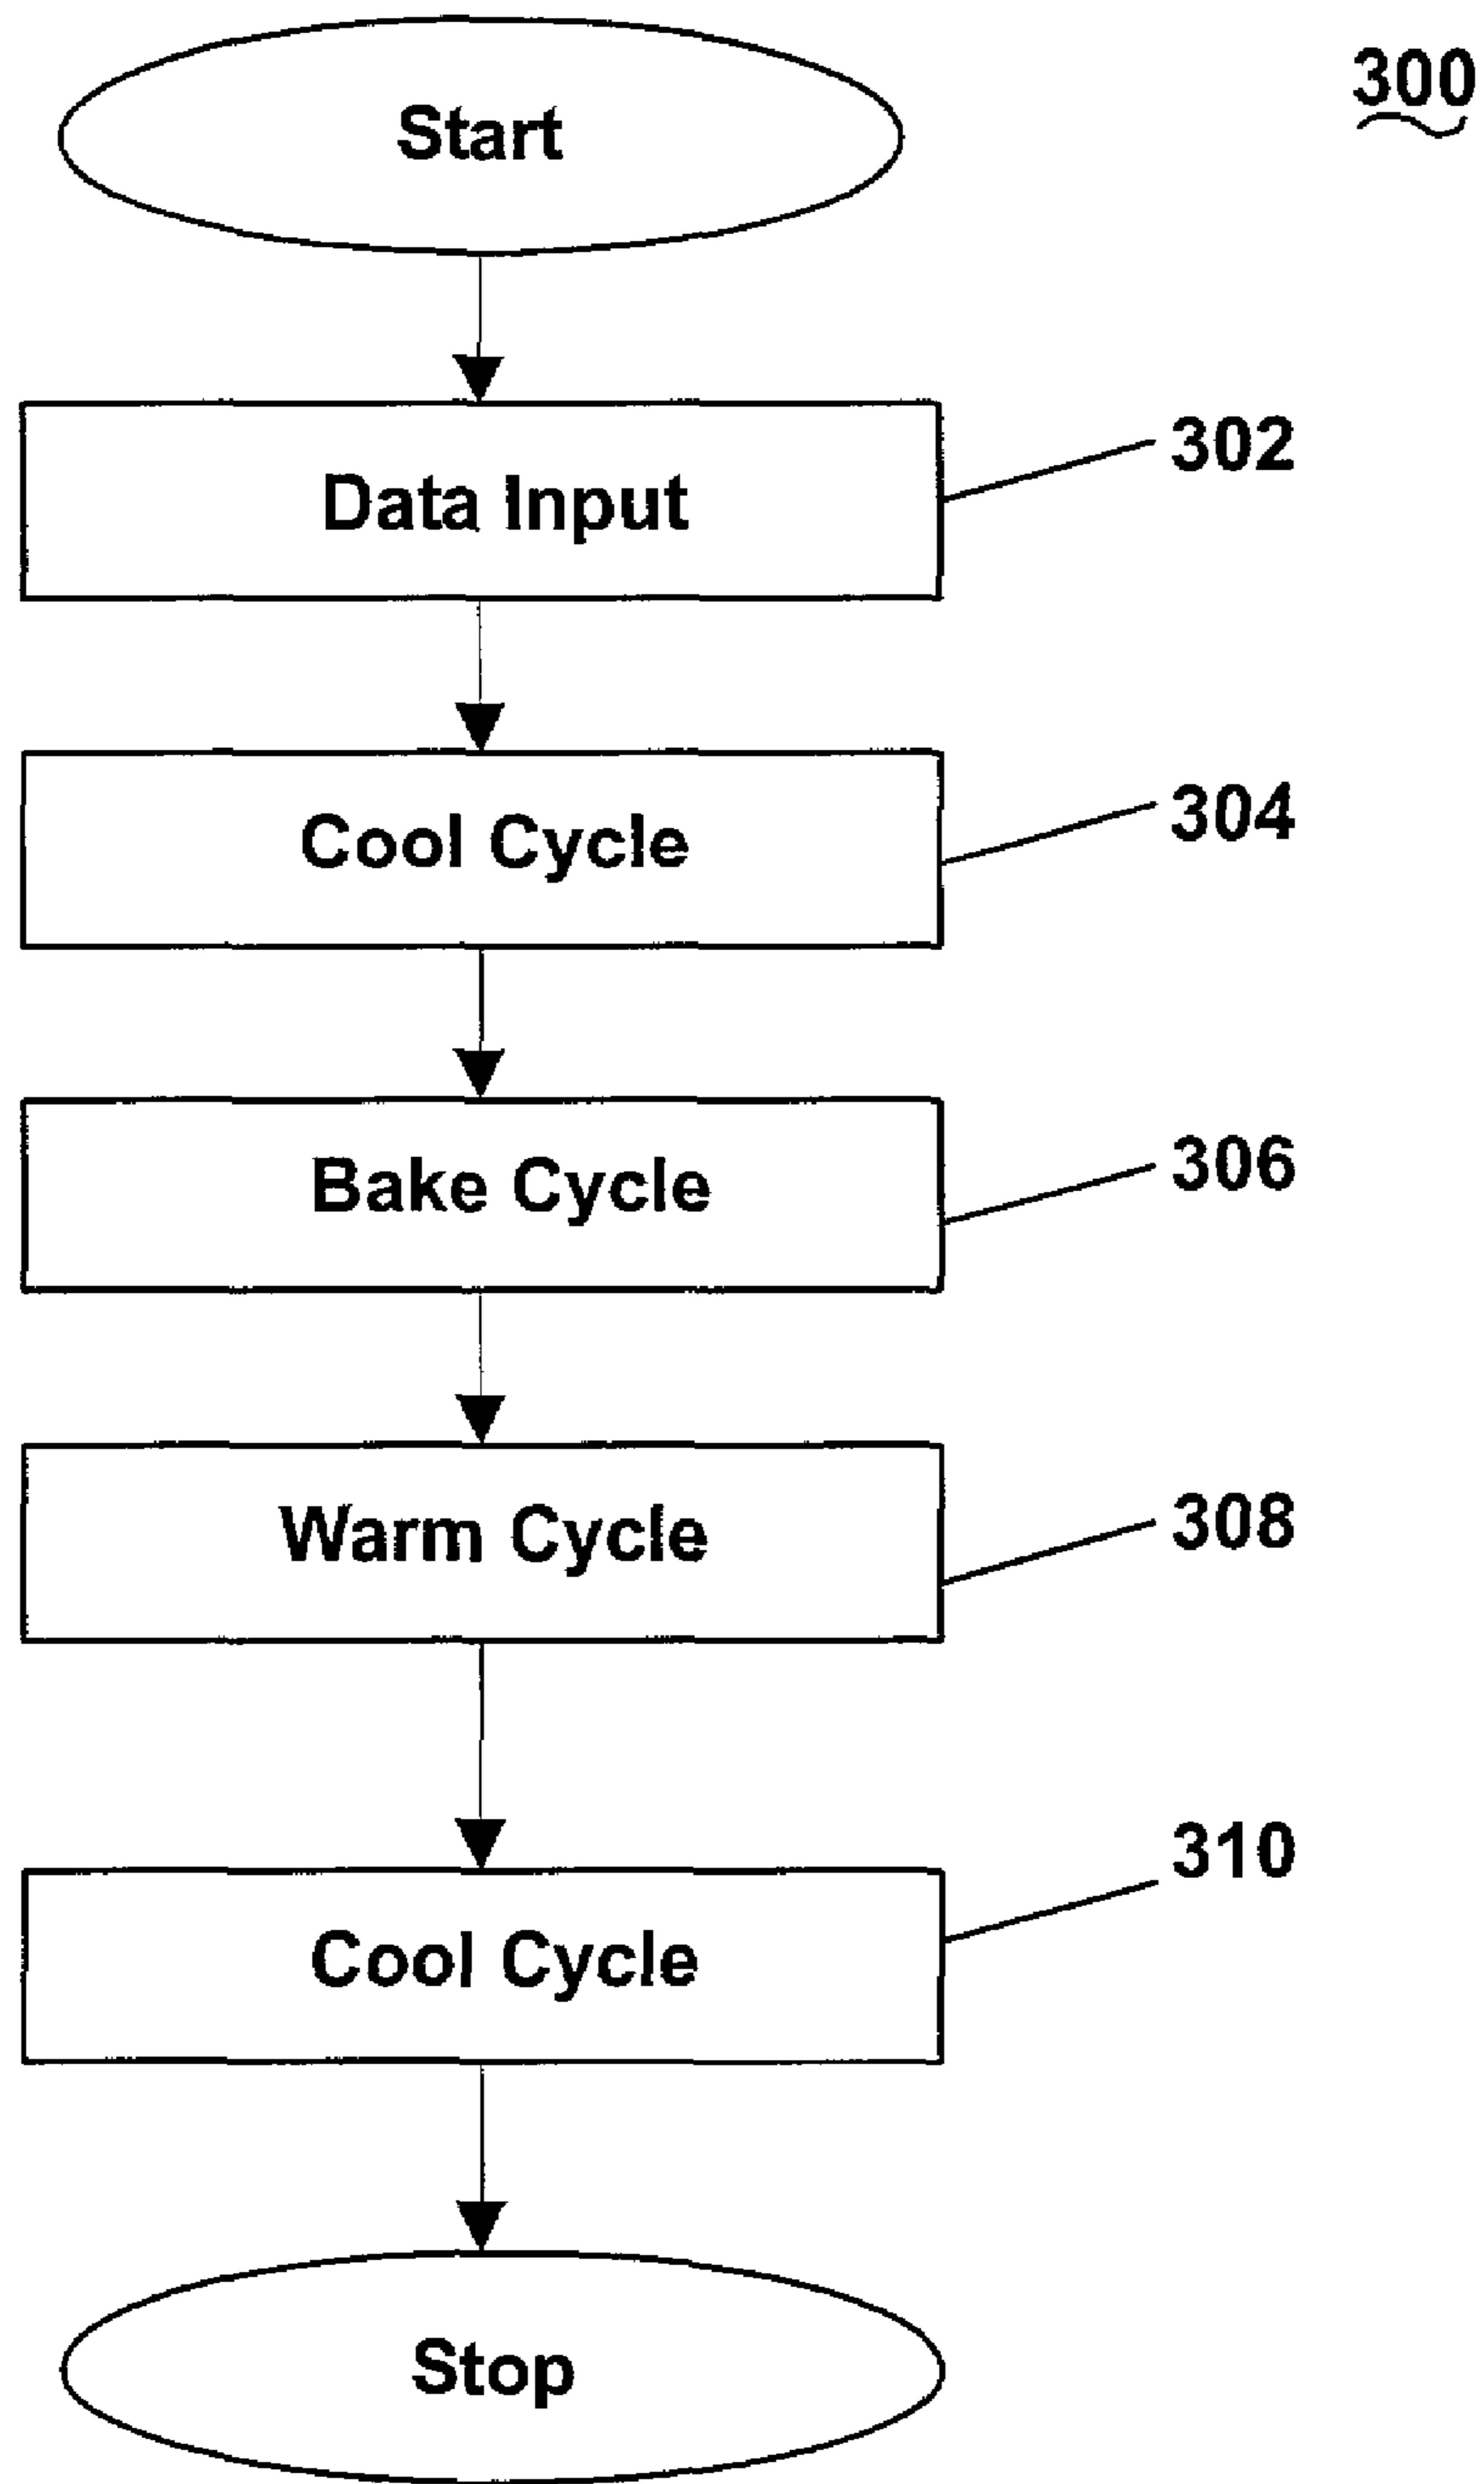 300
Start
Data Input
302
Cool Cycle
304
Bake Cycle
306
Warm Cycle
308
Cool Cycle
310
Stop